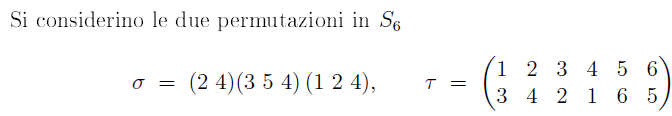 Si considerino le due permutazioni in S₆
σ = (2 4)(3 5 4)(1 2 4), τ = (1 2 3 4 5 6
3 4 2 1 6 5)